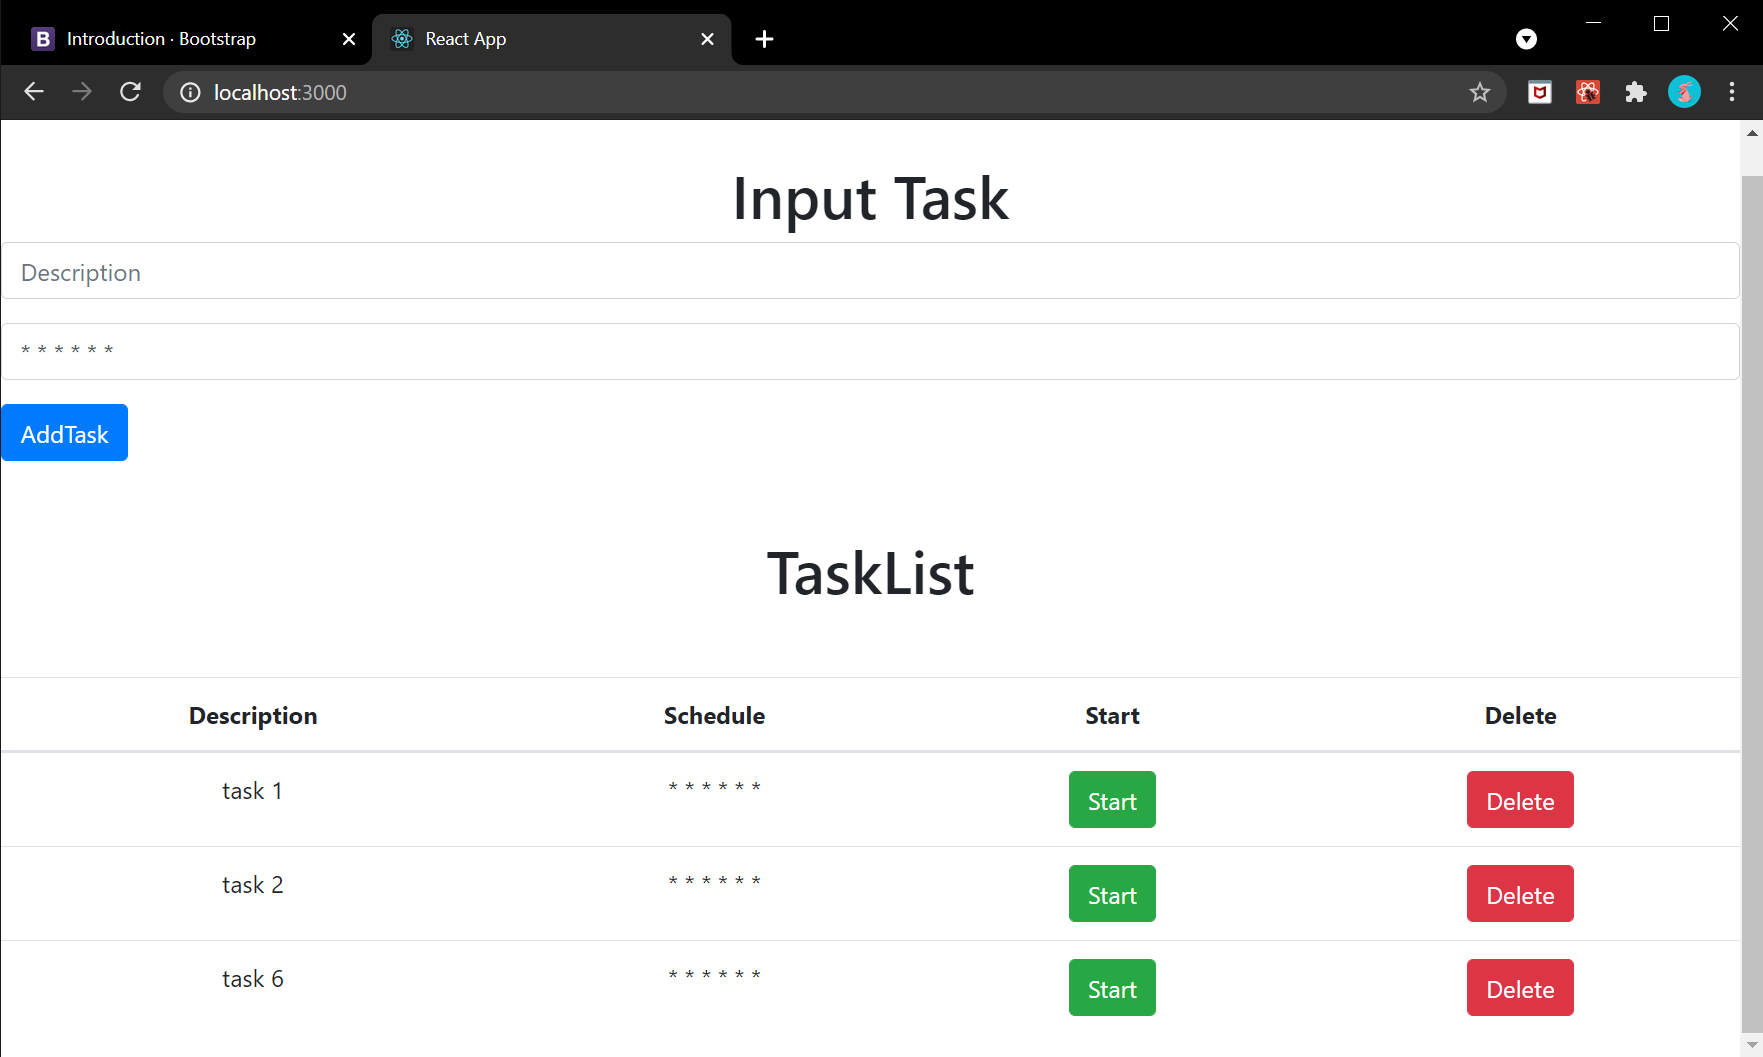 B Introduction · Bootstrap
React App
localhost:3000
Input Task
Description
* * * * * *
AddTask
TaskList
Description Schedule Start Delete
task 1 * * * * * * Start Delete
task 2 * * * * * * Start Delete
task 6 * * * * * * Start Delete